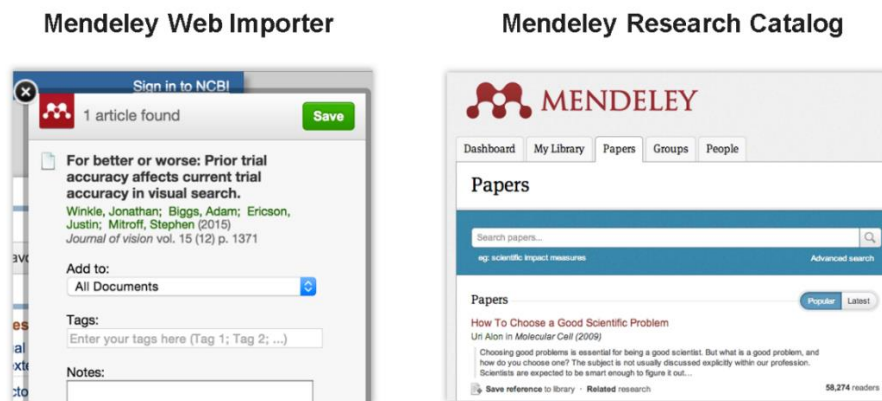 Mendeley Web Importer
Sign in to NCBI
1 article found
Save
For better or worse: Prior trial
accuracy affects current trial
accuracy in visual search.
Winkle, Jonathan; Biggs, Adam; Ericson,
Justin; Mitroff, Stephen (2015)
Journal of vision vol. 15 (12) p. 1371
Add to:
All Documents
Tags:
Enter your tags here (Tag 1; Tag 2; ...)
Notes:
Mendeley Research Catalog
MENDELEY
Dashboard My Library Papers Groups People
Papers
Search papers...
eg: scientific impact measures Advanced search
Papers Popular Latest
How To Choose a Good Scientific Problem
Uri Alon in Molecular Cell (2009)
Choosing good problems is essential for being a good scientist. But what is a good problem, and
how do you choose one? The subject is not usually discussed explicitly within our profession.
Scientists are expected to be smart enough to figure it out...
Save reference to library · Related research 58,274 readers